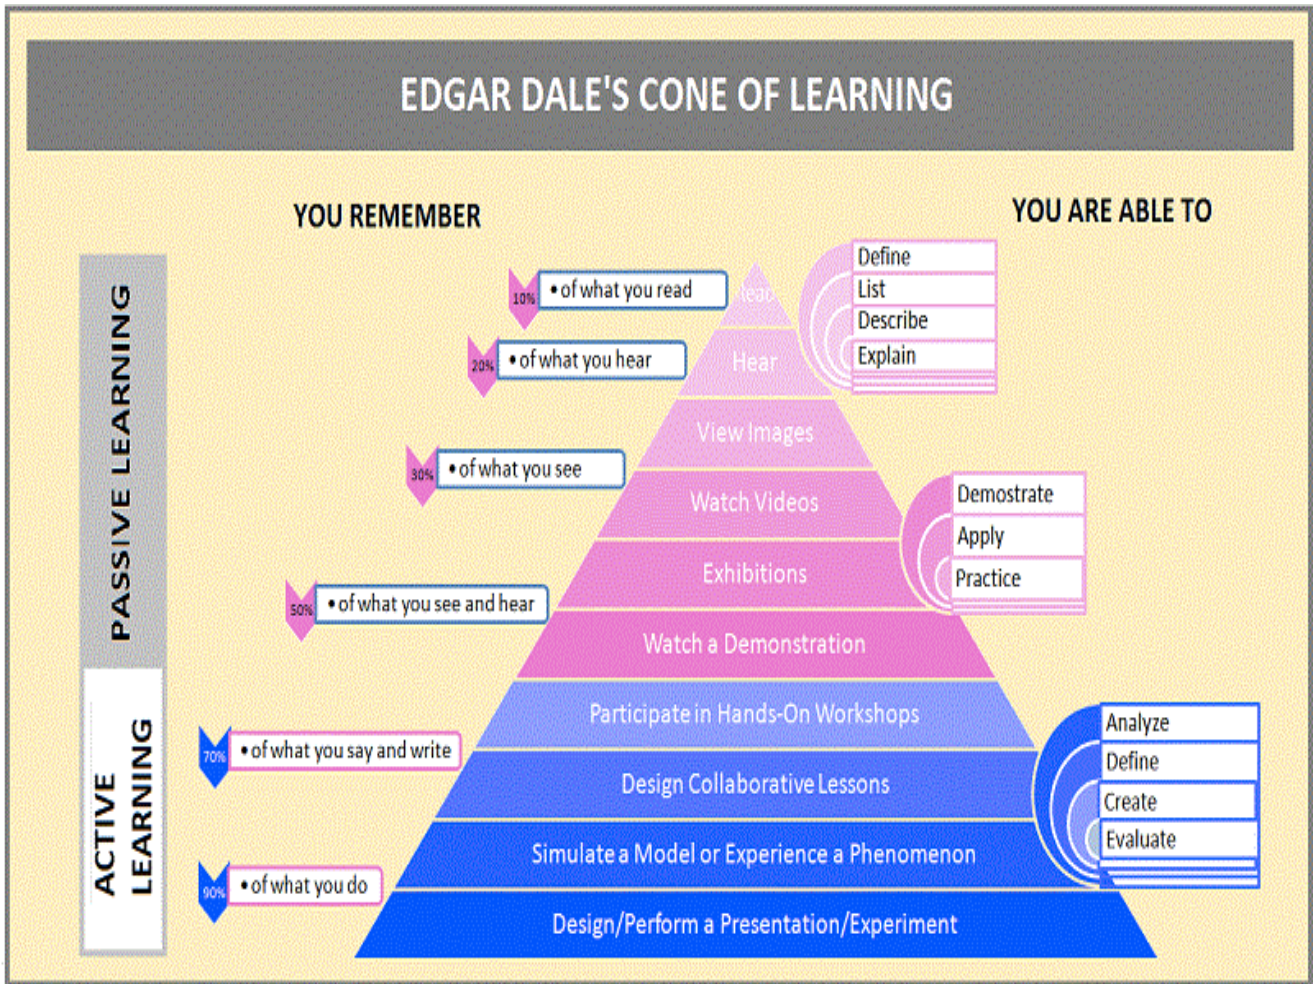 EDGAR DALE'S CONE OF LEARNING
YOU REMEMBER
YOU ARE ABLE TO
PASSIVE LEARNING
ACTIVE
LEARNING
10%
• of what you read
20%
• of what you hear
30%
• of what you see
50%
• of what you see and hear
70%
• of what you say and write
90%
• of what you do
Read
Hear
View Images
Watch Videos
Exhibitions
Watch a Demonstration
Participate in Hands-On Workshops
Design Collaborative Lessons
Simulate a Model or Experience a Phenomenon
Design/Perform a Presentation/Experiment
Define
List
Describe
Explain
Demostrate
Apply
Practice
Analyze
Define
Create
Evaluate